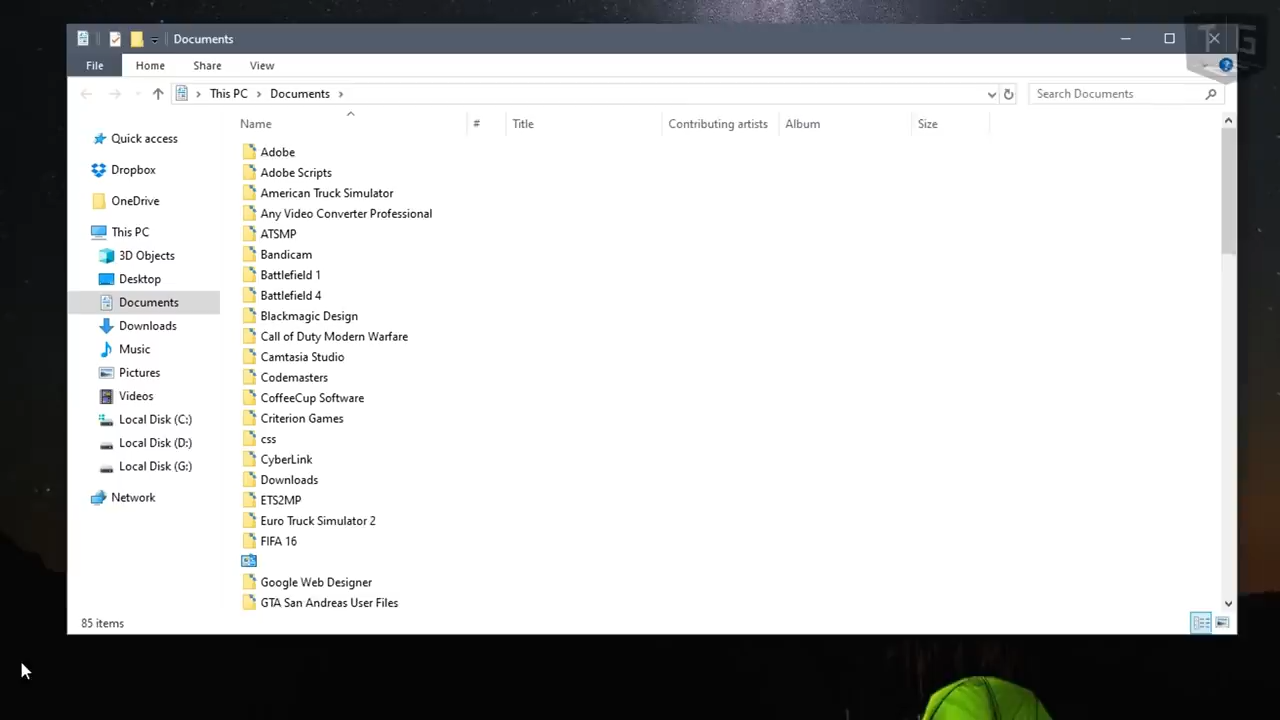 Documents
File Home Share View
This PC > Documents >
Search Documents
Name # Title Contributing artists Album Size
Quick access
Dropbox
OneDrive
This PC
3D Objects
Desktop
Documents
Downloads
Music
Pictures
Videos
Local Disk (C:)
Local Disk (D:)
Local Disk (G:)
Network
Adobe
Adobe Scripts
American Truck Simulator
Any Video Converter Professional
ATSMP
Bandicam
Battlefield 1
Battlefield 4
Blackmagic Design
Call of Duty Modern Warfare
Camtasia Studio
Codemasters
CoffeeCup Software
Criterion Games
css
CyberLink
Downloads
ETS2MP
Euro Truck Simulator 2
FIFA 16
Google Web Designer
GTA San Andreas User Files
85 items